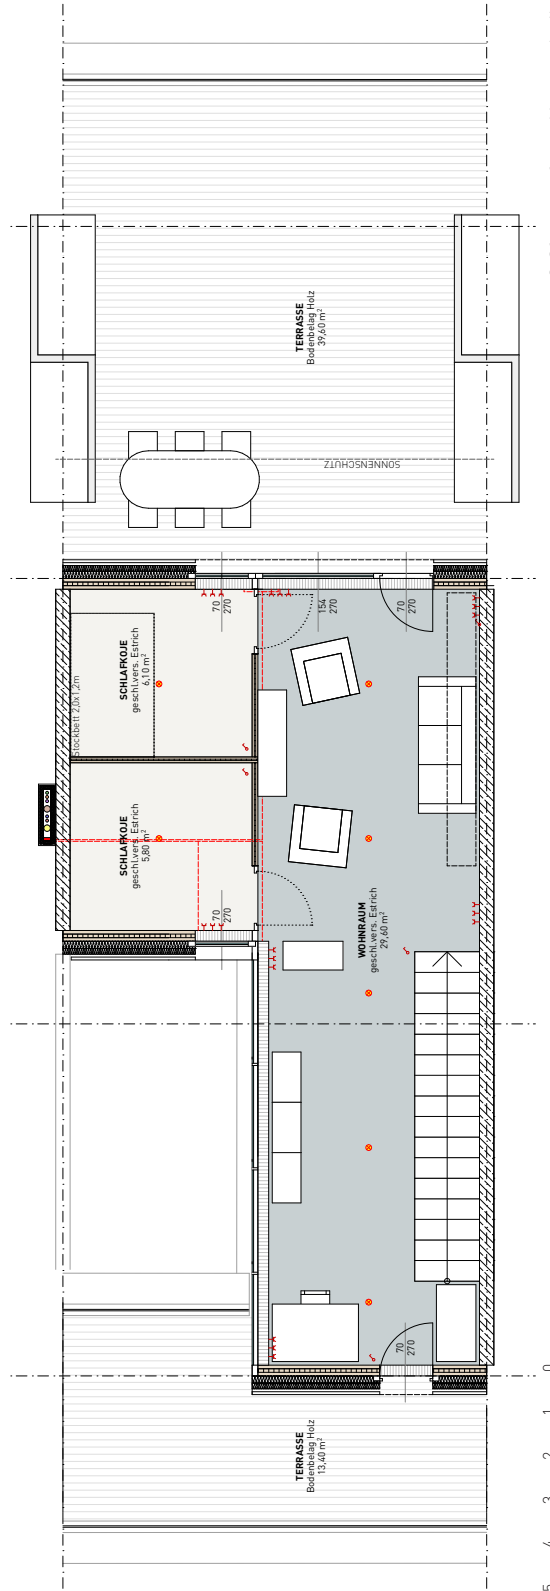 TERRASSE
Bodenbelag Holz
39,60 m²
SONNENSCHUTZ
70
270
154
270
70
270
SCHLAFKOJE
geschl.vers. Estrich
6,10 m²
Stockbett 2,0x1,2m
SCHLAFKOJE
geschl.vers. Estrich
5,80 m²
70
270
WOHNRAUM
geschl.vers. Estrich
29,60 m²
70
270
TERRASSE
Bodenbelag Holz
13,40 m²
5 4 3 2 1 0